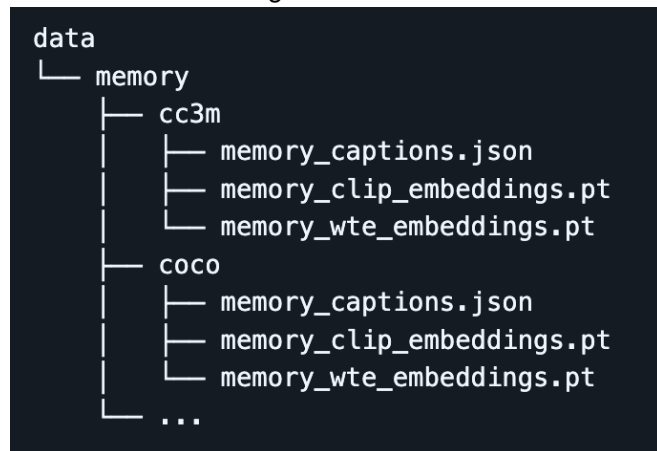 data
└── memory
    ├── cc3m
    │   ├── memory_captions.json
    │   ├── memory_clip_embeddings.pt
    │   └── memory_wte_embeddings.pt
    ├── coco
    │   ├── memory_captions.json
    │   ├── memory_clip_embeddings.pt
    │   └── memory_wte_embeddings.pt
    └── ...